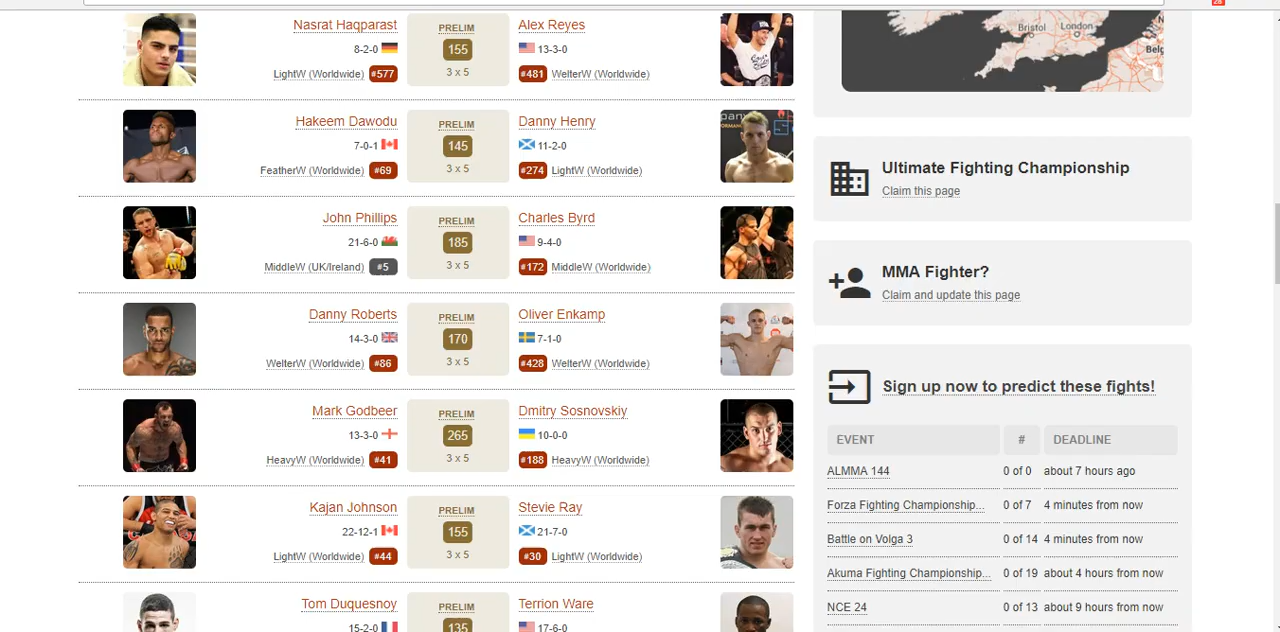 28
Nasrat Haqparast PRELIM Alex Reyes
8-2-0 155 13-3-0
LightW (Worldwide) #577 3 x 5 #481 WelterW (Worldwide)
Hakeem Dawodu PRELIM Danny Henry
7-0-1 145 11-2-0
FeatherW (Worldwide) #69 3 x 5 #274 LightW (Worldwide)
John Phillips PRELIM Charles Byrd
21-6-0 185 9-4-0
MiddleW (UK/Ireland) #5 3 x 5 #172 MiddleW (Worldwide)
Danny Roberts PRELIM Oliver Enkamp
14-3-0 170 7-1-0
WelterW (Worldwide) #86 3 x 5 #428 WelterW (Worldwide)
Mark Godbeer PRELIM Dmitry Sosnovskiy
13-3-0 265 10-0-0
HeavyW (Worldwide) #41 3 x 5 #188 HeavyW (Worldwide)
Kajan Johnson PRELIM Stevie Ray
22-12-1 155 21-7-0
LightW (Worldwide) #44 3 x 5 #30 LightW (Worldwide)
Tom Duquesnoy PRELIM Terrion Ware
15-2-0 135 17-6-0
Bristol London
Belg
Ultimate Fighting Championship
Claim this page
MMA Fighter?
Claim and update this page
Sign up now to predict these fights!
EVENT # DEADLINE
ALMMA 144 0 of 0 about 7 hours ago
Forza Fighting Championship... 0 of 7 4 minutes from now
Battle on Volga 3 0 of 14 4 minutes from now
Akuma Fighting Championship... 0 of 19 about 4 hours from now
NCE 24 0 of 13 about 9 hours from now